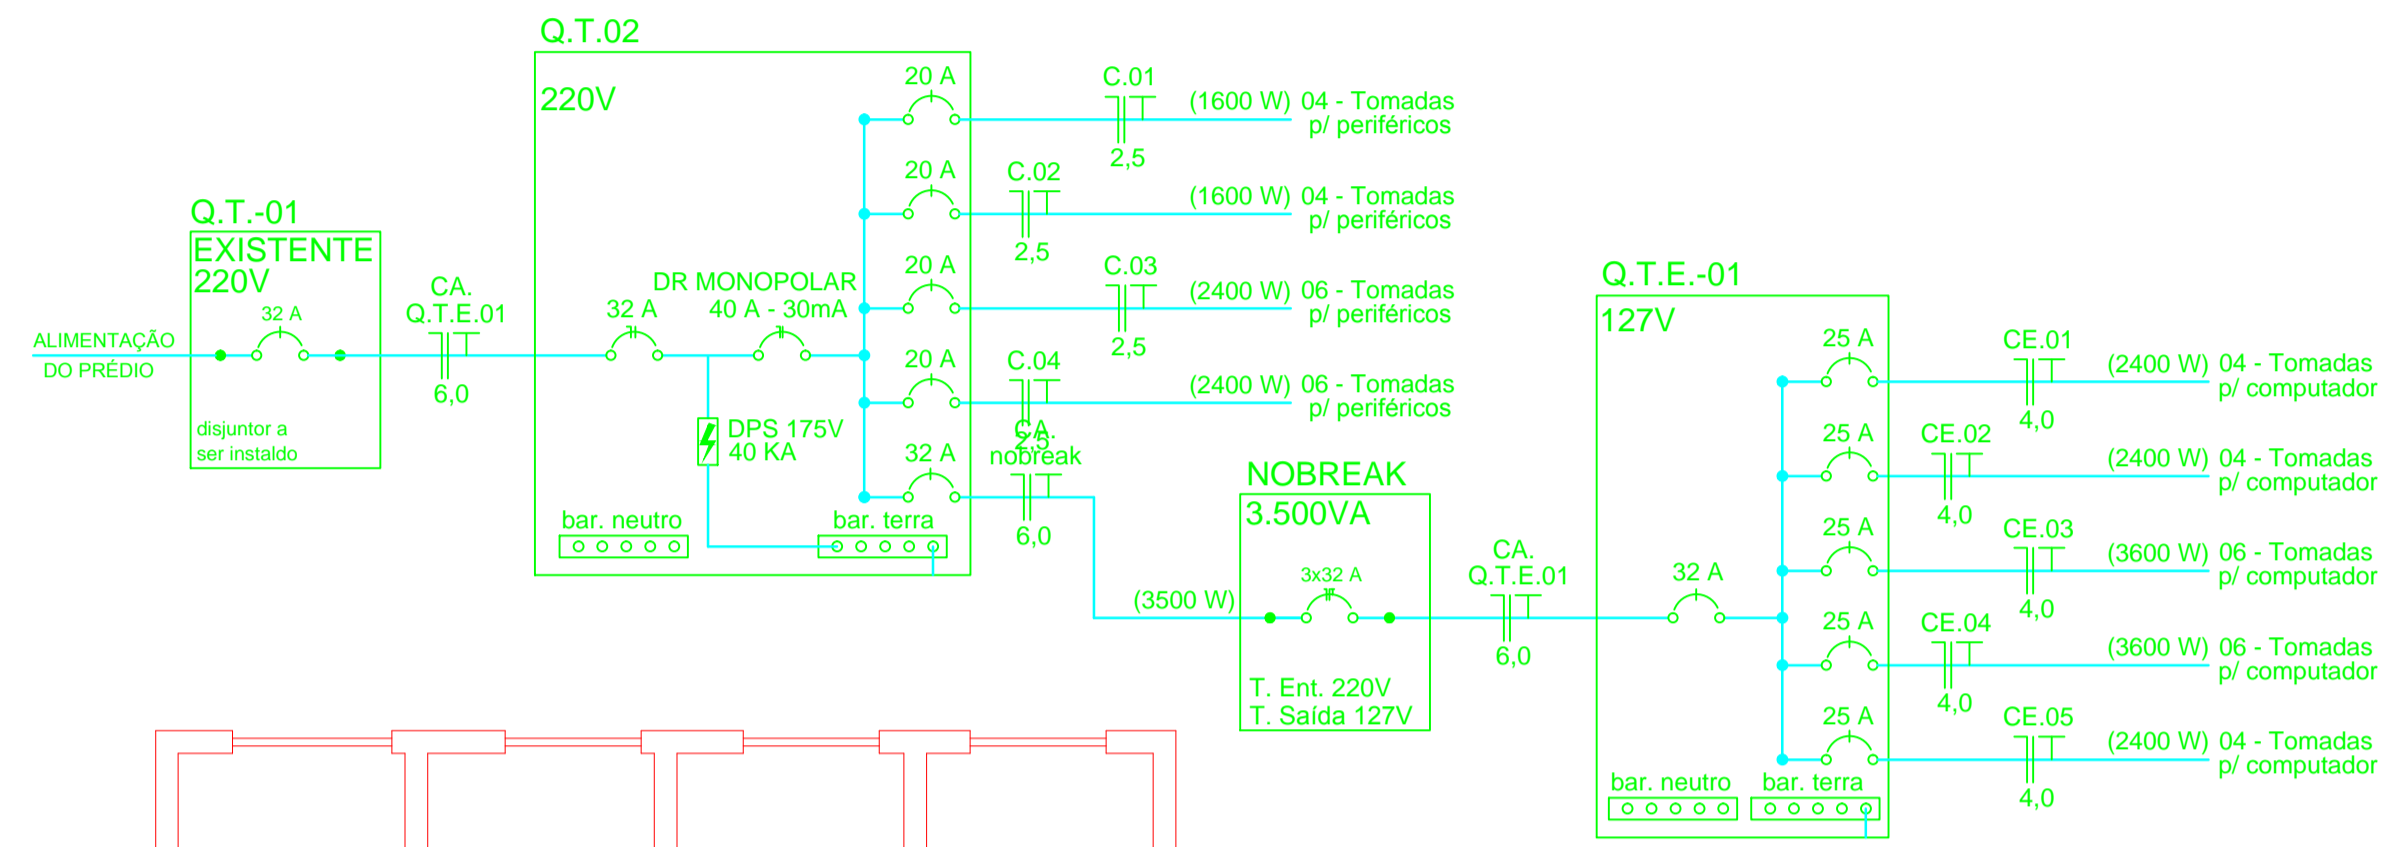 Q.T.-01
EXISTENTE
220V
32 A
disjuntor a
ser instaldo
ALIMENTAÇÃO
DO PRÉDIO
CA.
Q.T.E.01
6,0
Q.T.02
220V
32 A
DR MONOPOLAR
40 A - 30mA
DPS 175V
40 KA
bar. neutro
bar. terra
20 A
C.01
2,5
(1600 W) 04 - Tomadas
p/ periféricos
20 A
C.02
2,5
(1600 W) 04 - Tomadas
p/ periféricos
20 A
C.03
2,5
(2400 W) 06 - Tomadas
p/ periféricos
20 A
C.04
2,5
(2400 W) 06 - Tomadas
p/ periféricos
32 A
CA.
nobreak
6,0
(3500 W)
NOBREAK
3.500VA
3x32 A
T. Ent. 220V
T. Saída 127V
CA.
Q.T.E.01
6,0
Q.T.E.-01
127V
32 A
25 A
CE.01
4,0
(2400 W) 04 - Tomadas
p/ computador
25 A
CE.02
4,0
(2400 W) 04 - Tomadas
p/ computador
25 A
CE.03
4,0
(3600 W) 06 - Tomadas
p/ computador
25 A
CE.04
4,0
(3600 W) 06 - Tomadas
p/ computador
25 A
CE.05
4,0
(2400 W) 04 - Tomadas
p/ computador
bar. neutro
bar. terra